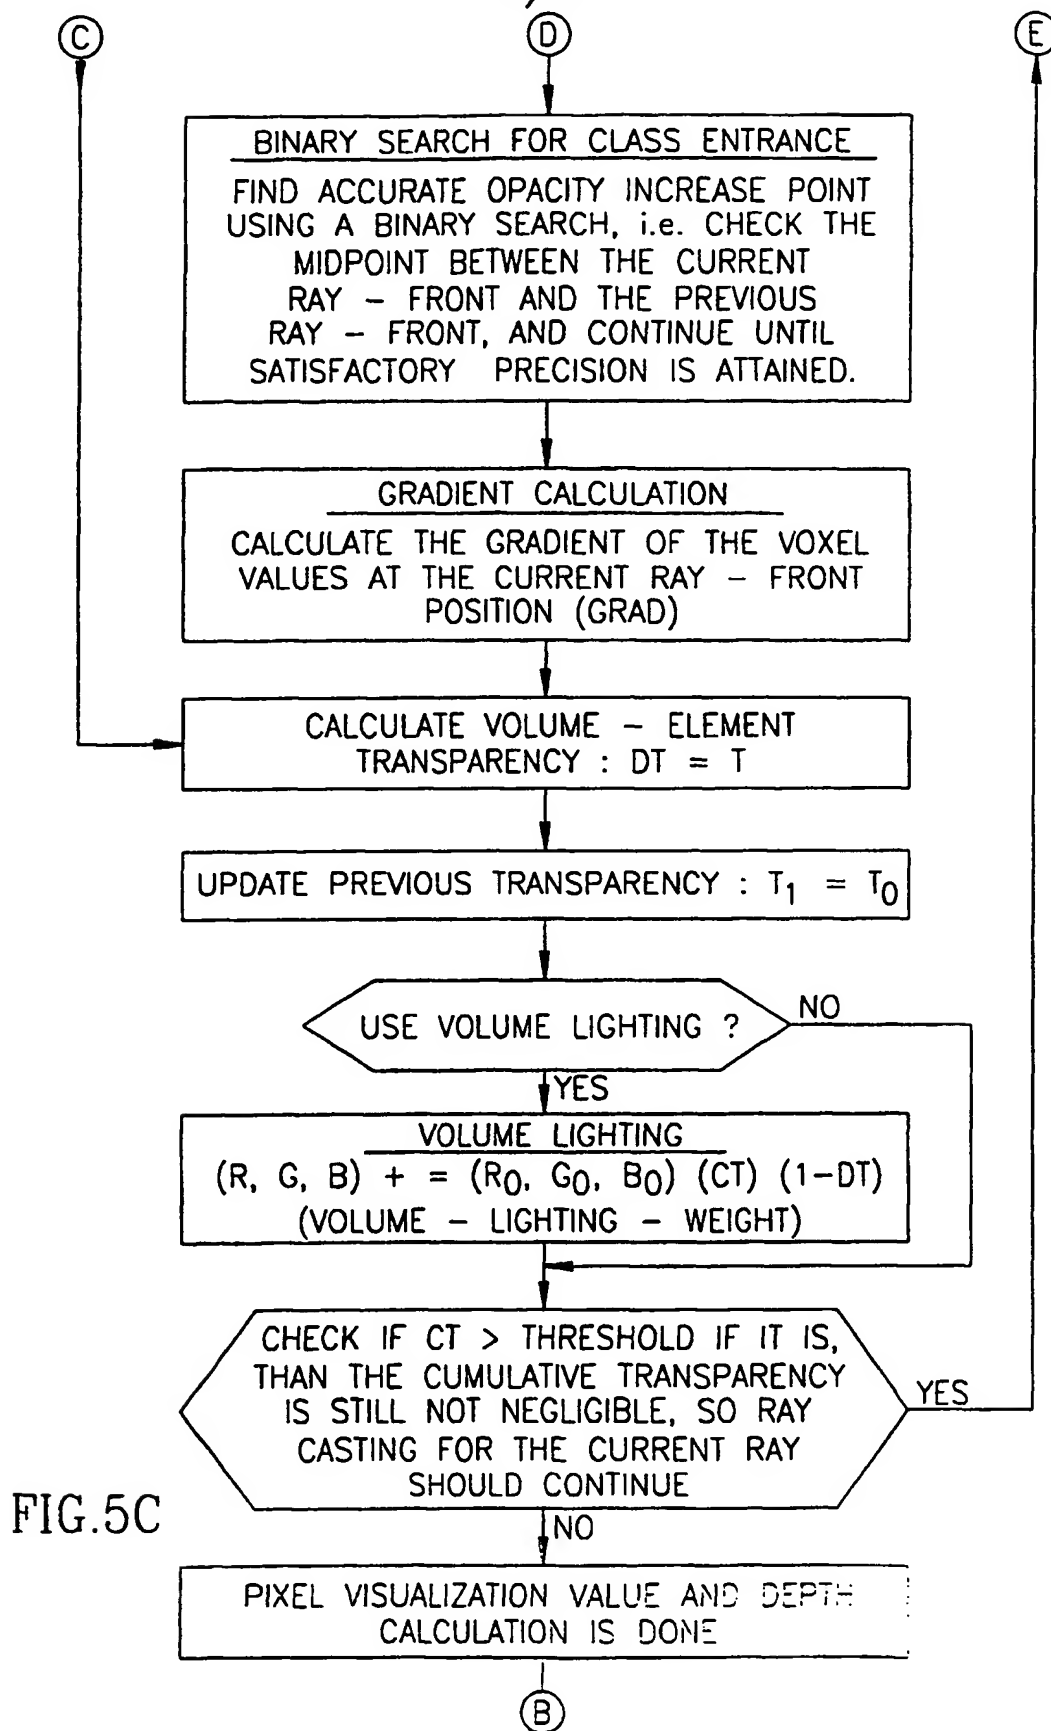 C
D
E
BINARY SEARCH FOR CLASS ENTRANCE
FIND ACCURATE OPACITY INCREASE POINT
USING A BINARY SEARCH, i.e. CHECK THE
MIDPOINT BETWEEN THE CURRENT
RAY – FRONT AND THE PREVIOUS
RAY – FRONT, AND CONTINUE UNTIL
SATISFACTORY PRECISION IS ATTAINED.
GRADIENT CALCULATION
CALCULATE THE GRADIENT OF THE VOXEL
VALUES AT THE CURRENT RAY – FRONT
POSITION (GRAD)
CALCULATE VOLUME – ELEMENT
TRANSPARENCY : DT = T
UPDATE PREVIOUS TRANSPARENCY : T₁ = T₀
USE VOLUME LIGHTING ?
NO
YES
VOLUME LIGHTING
(R, G, B) + = (R₀, G₀, B₀) (CT) (1-DT)
(VOLUME – LIGHTING – WEIGHT)
CHECK IF CT > THRESHOLD IF IT IS,
THAN THE CUMULATIVE TRANSPARENCY
IS STILL NOT NEGLIGIBLE, SO RAY
CASTING FOR THE CURRENT RAY
SHOULD CONTINUE
YES
FIG.5C
NO
PIXEL VISUALIZATION VALUE AND DEPTH
CALCULATION IS DONE
B